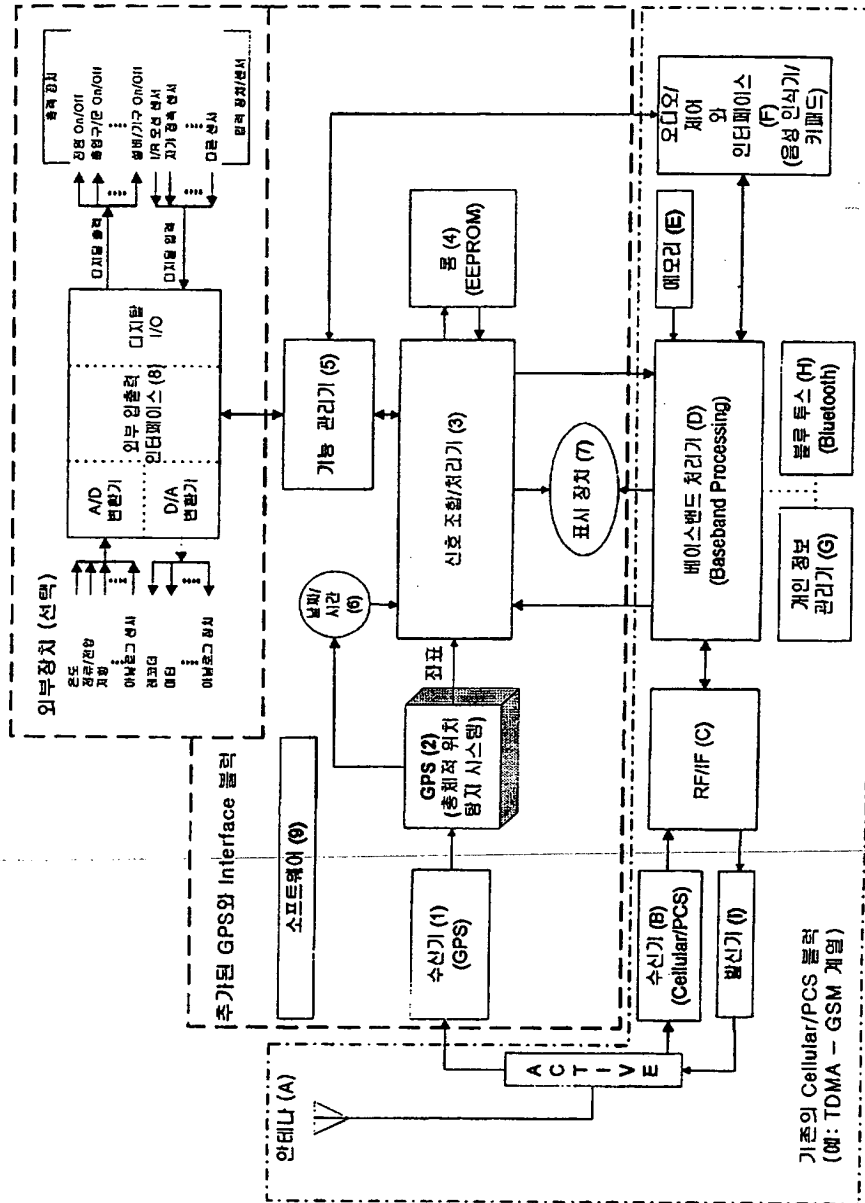 외부장치 (선택)
온도
전류/전압
저항
아날로그 센서
레코더
미터
아날로그 장치
A/D
변환기
D/A
변환기
외부 입출력
인터페이스 (8)
디지탈
I/O
디지탈 출력
디지탈 입력
출력 장치
전원 On/Off
출입구/문 On/Off
설비/기구 On/Off
I/R 모션 센서
자기 접촉 센서
다른 센서
입력 장치/센서
추가된 GPS와 Interface 블럭
소프트웨어 (9)
수신기 (1)
(GPS)
GPS (2)
(총체적 위치
탐지 시스템)
좌표
날짜/
시간
(6)
기능 관리기 (5)
신호 조합/처리기 (3)
롬 (4)
(EEPROM)
표시 장치 (7)
안테나 (A)
ACTIVE
수신기 (B)
(Cellular/PCS)
발신기 (I)
RF/IF (C)
베이스밴드 처리기 (D)
(Baseband Processing)
메모리 (E)
오디오/
제어
와
인터페이스
(F)
(음성 인식기/
키패드)
개인 정보
관리기 (G)
블루 투스 (H)
(Bluetooth)
기존의 Cellular/PCS 블럭
(예: TDMA – GSM 계열)